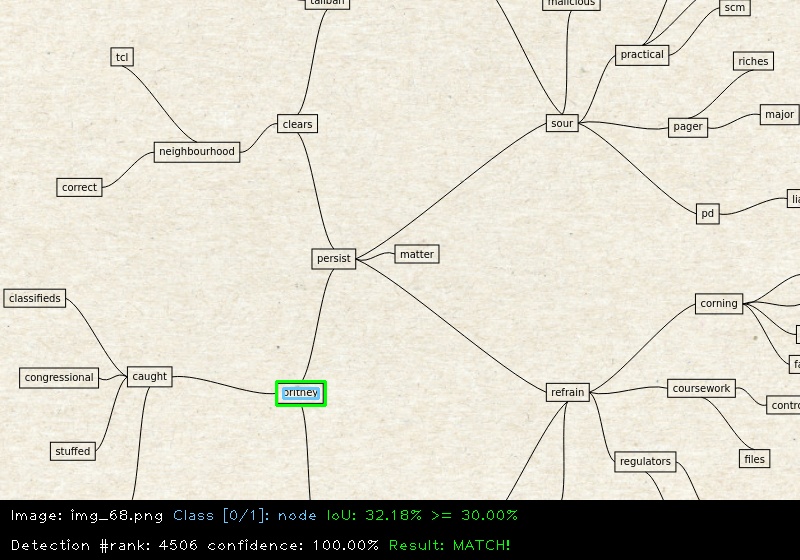 taliban
malicious
scm
tcl
practical
riches
clears
sour
pager
major
neighbourhood
correct
pd
persist
matter
classifieds
corning
caught
congressional
britney
refrain
coursework
stuffed
regulators
files
Image: img_68.png Class [0/1]: node IoU: 32.18% >= 30.00%
Detection #rank: 4506 confidence: 100.00% Result: MATCH!